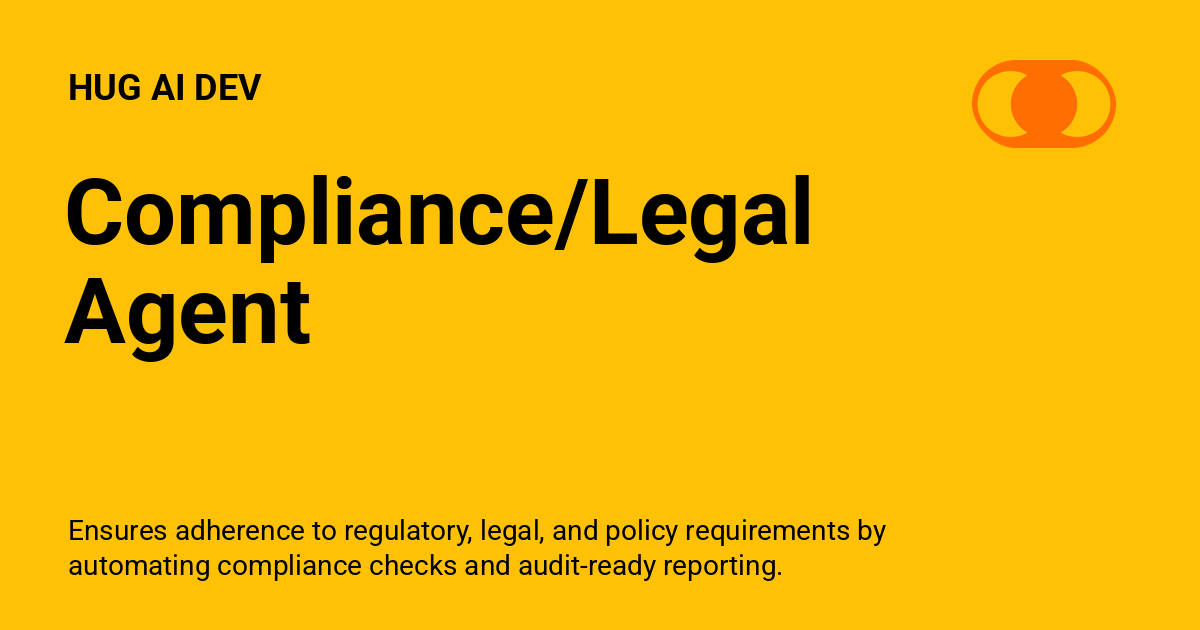 HUG AI DEV
Compliance/Legal
Agent
Ensures adherence to regulatory, legal, and policy requirements by
automating compliance checks and audit-ready reporting.